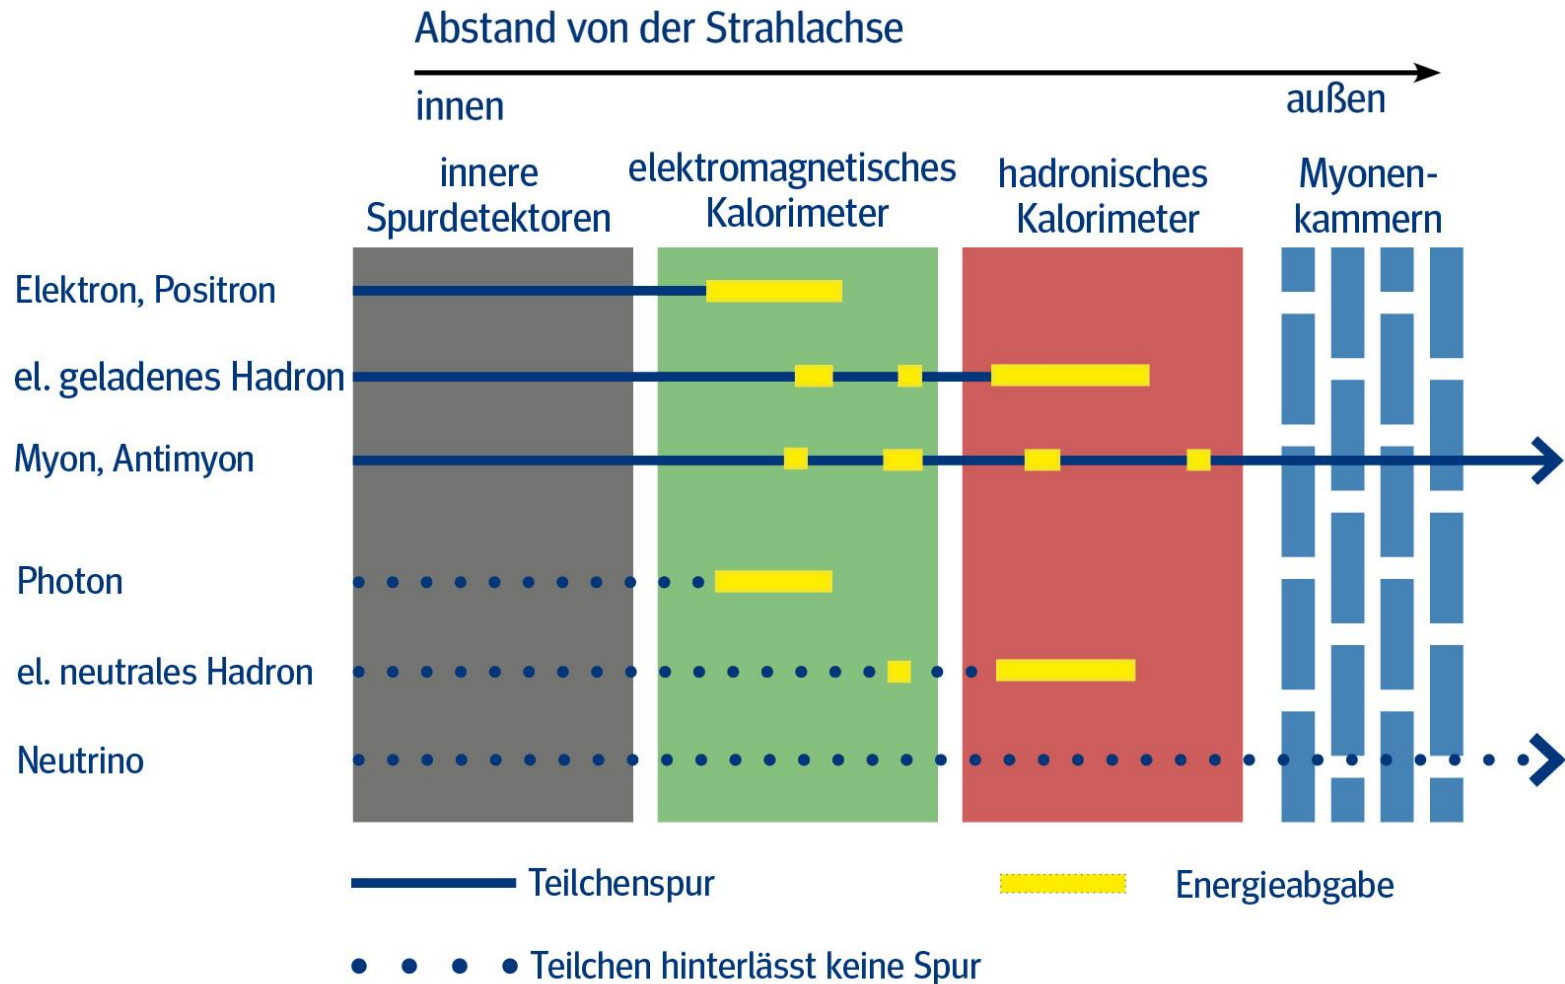 Abstand von der Strahlachse
innen
außen
innere
Spurdetektoren
elektromagnetisches
Kalorimeter
hadronisches
Kalorimeter
Myonen-
kammern
Elektron, Positron
el. geladenes Hadron
Myon, Antimyon
Photon
el. neutrales Hadron
Neutrino
Teilchenspur
Energieabgabe
Teilchen hinterlässt keine Spur